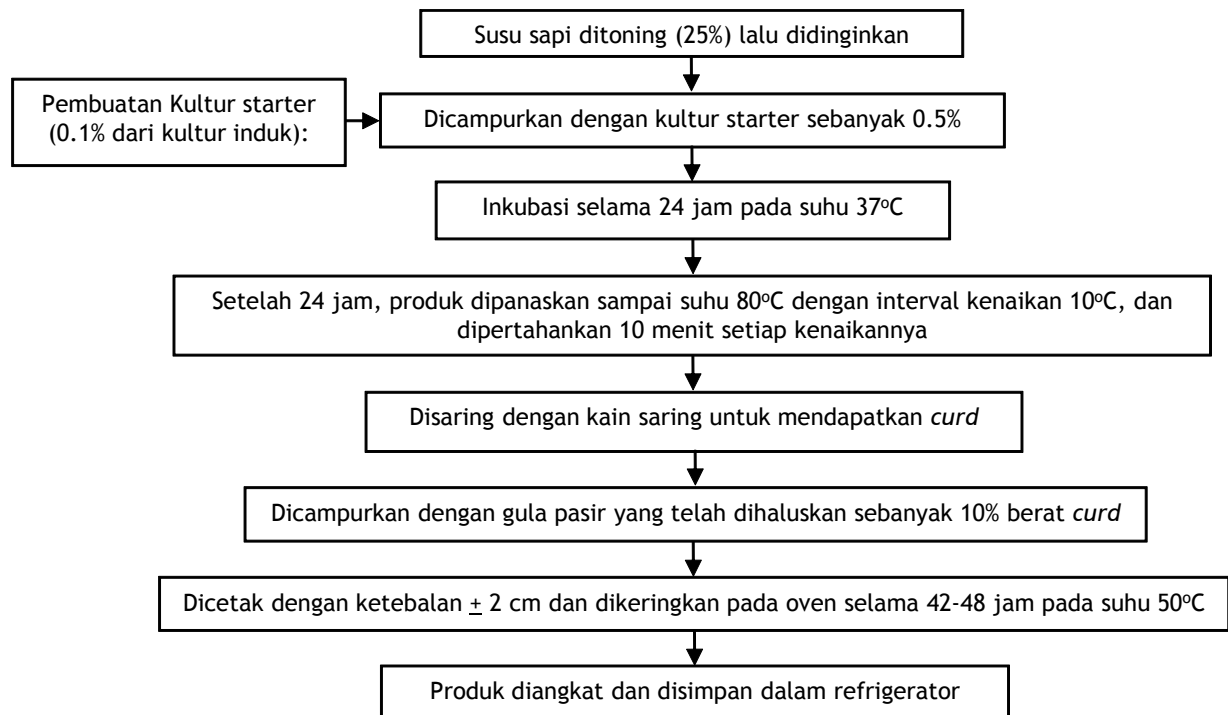 Susu sapi ditoning (25%) lalu didinginkan
Pembuatan Kultur starter
(0.1% dari kultur induk):
Dicampurkan dengan kultur starter sebanyak 0.5%
Inkubasi selama 24 jam pada suhu 37°C
Setelah 24 jam, produk dipanaskan sampai suhu 80°C dengan interval kenaikan 10°C, dan
dipertahankan 10 menit setiap kenaikannya
Disaring dengan kain saring untuk mendapatkan curd
Dicampurkan dengan gula pasir yang telah dihaluskan sebanyak 10% berat curd
Dicetak dengan ketebalan ± 2 cm dan dikeringkan pada oven selama 42-48 jam pada suhu 50°C
Produk diangkat dan disimpan dalam refrigerator